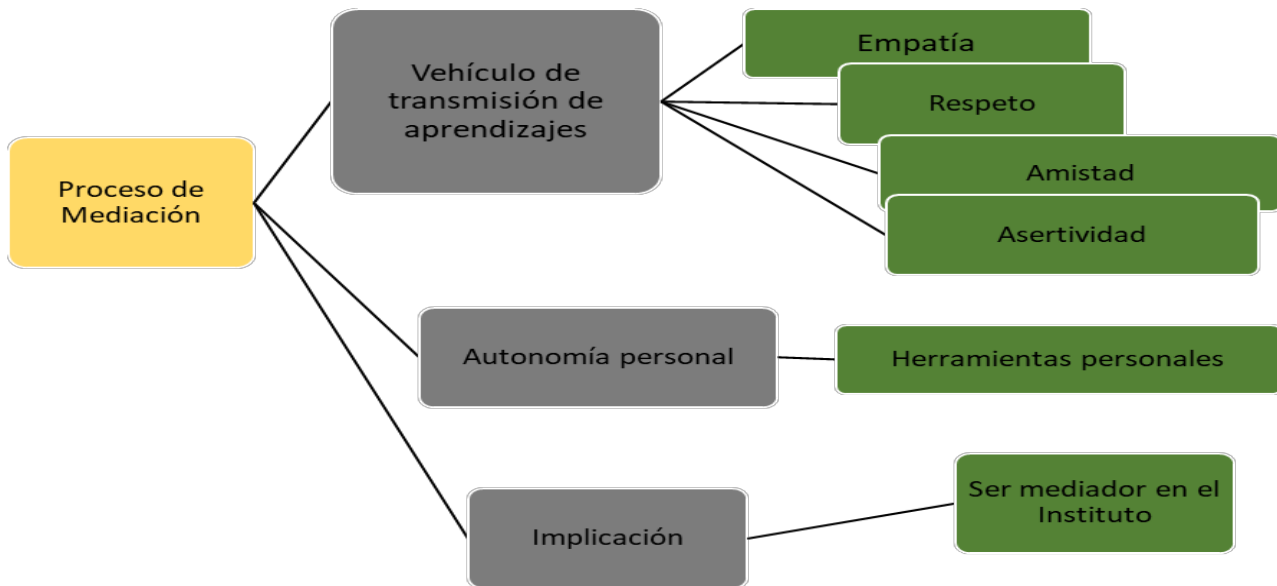 Proceso de
Mediación
Vehículo de
transmisión de
aprendizajes
Empatía
Respeto
Amistad
Asertividad
Autonomía personal
Herramientas personales
Implicación
Ser mediador en el
Instituto